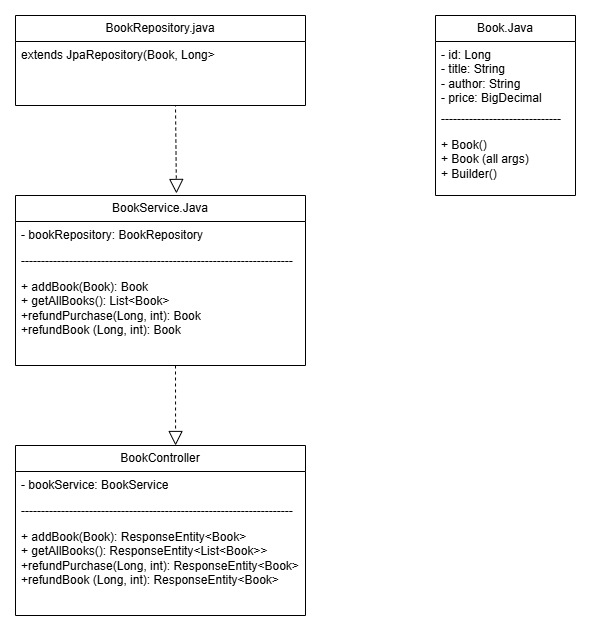 BookRepository.java
extends JpaRepository(Book, Long>
Book.Java
- id: Long
- title: String
- author: String
- price: BigDecimal
------------------------------
+ Book()
+ Book (all args)
+ Builder()
BookService.Java
- bookRepository: BookRepository
--------------------------------------------------------------------
+ addBook(Book): Book
+ getAllBooks(): List<Book>
+refundPurchase(Long, int): Book
+refundBook (Long, int): Book
BookController
- bookService: BookService
--------------------------------------------------------------------
+ addBook(Book): ResponseEntity<Book>
+ getAllBooks(): ResponseEntity<List<Book>>
+refundPurchase(Long, int): ResponseEntity<Book>
+refundBook (Long, int): ResponseEntity<Book>